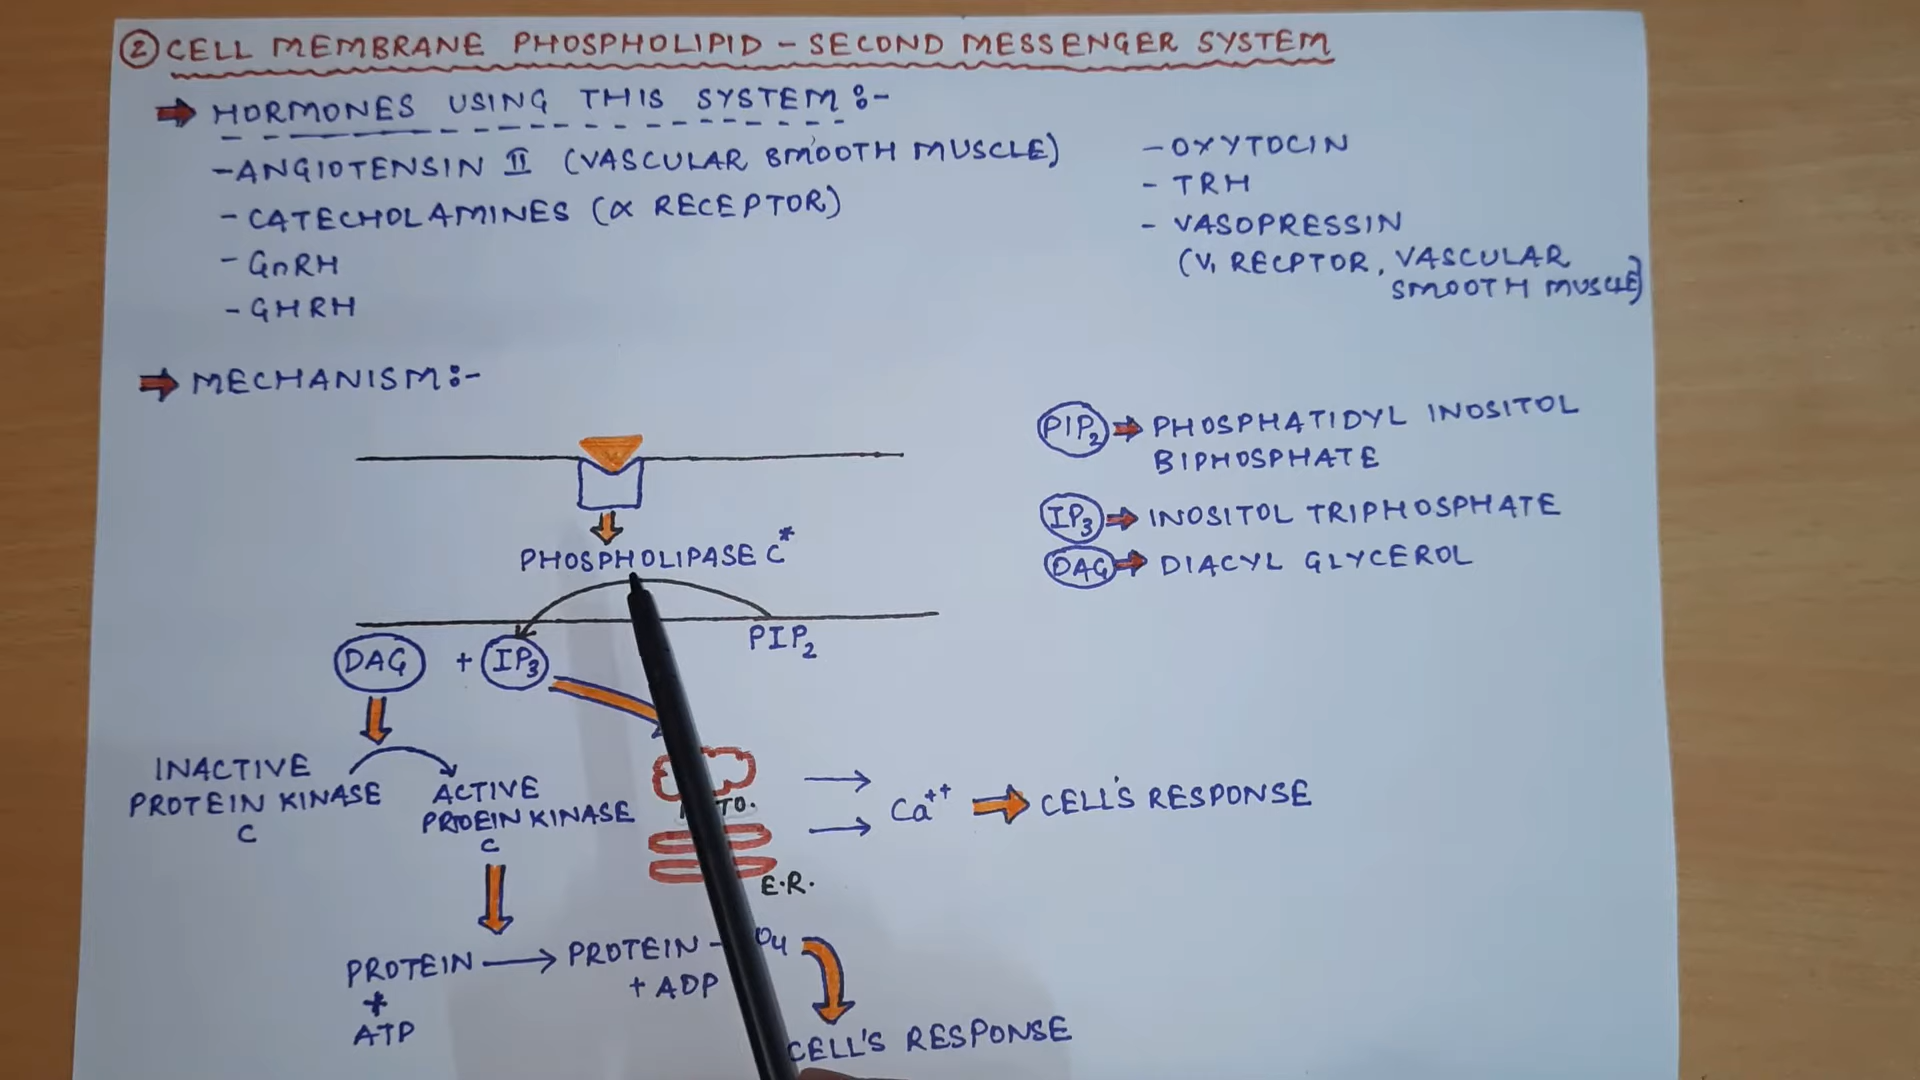 ② CELL MEMBRANE PHOSPHOLIPID - SECOND MESSENGER SYSTEM
HORMONES USING THIS SYSTEM :-
- ANGIOTENSIN II (VASCULAR SMOOTH MUSCLE)
- CATECHOLAMINES (α RECEPTOR)
- GnRH
- GHRH
- OXYTOCIN
- TRH
- VASOPRESSIN
(V₁ RECPTOR, VASCULAR
SMOOTH MUSCLE)
MECHANISM :-
PHOSPHOLIPASE C*
PIP₂
DAG + IP₃
INACTIVE
PROTEIN KINASE
C
ACTIVE
PROTEIN KINASE
C
TO.
E.R.
Ca⁺⁺ CELL'S RESPONSE
PROTEIN → PROTEIN - O₄
+ ADP
+
ATP
CELL'S RESPONSE
PIP₂ PHOSPHATIDYL INOSITOL
BIPHOSPHATE
IP₃ INOSITOL TRIPHOSPHATE
DAG DIACYL GLYCEROL